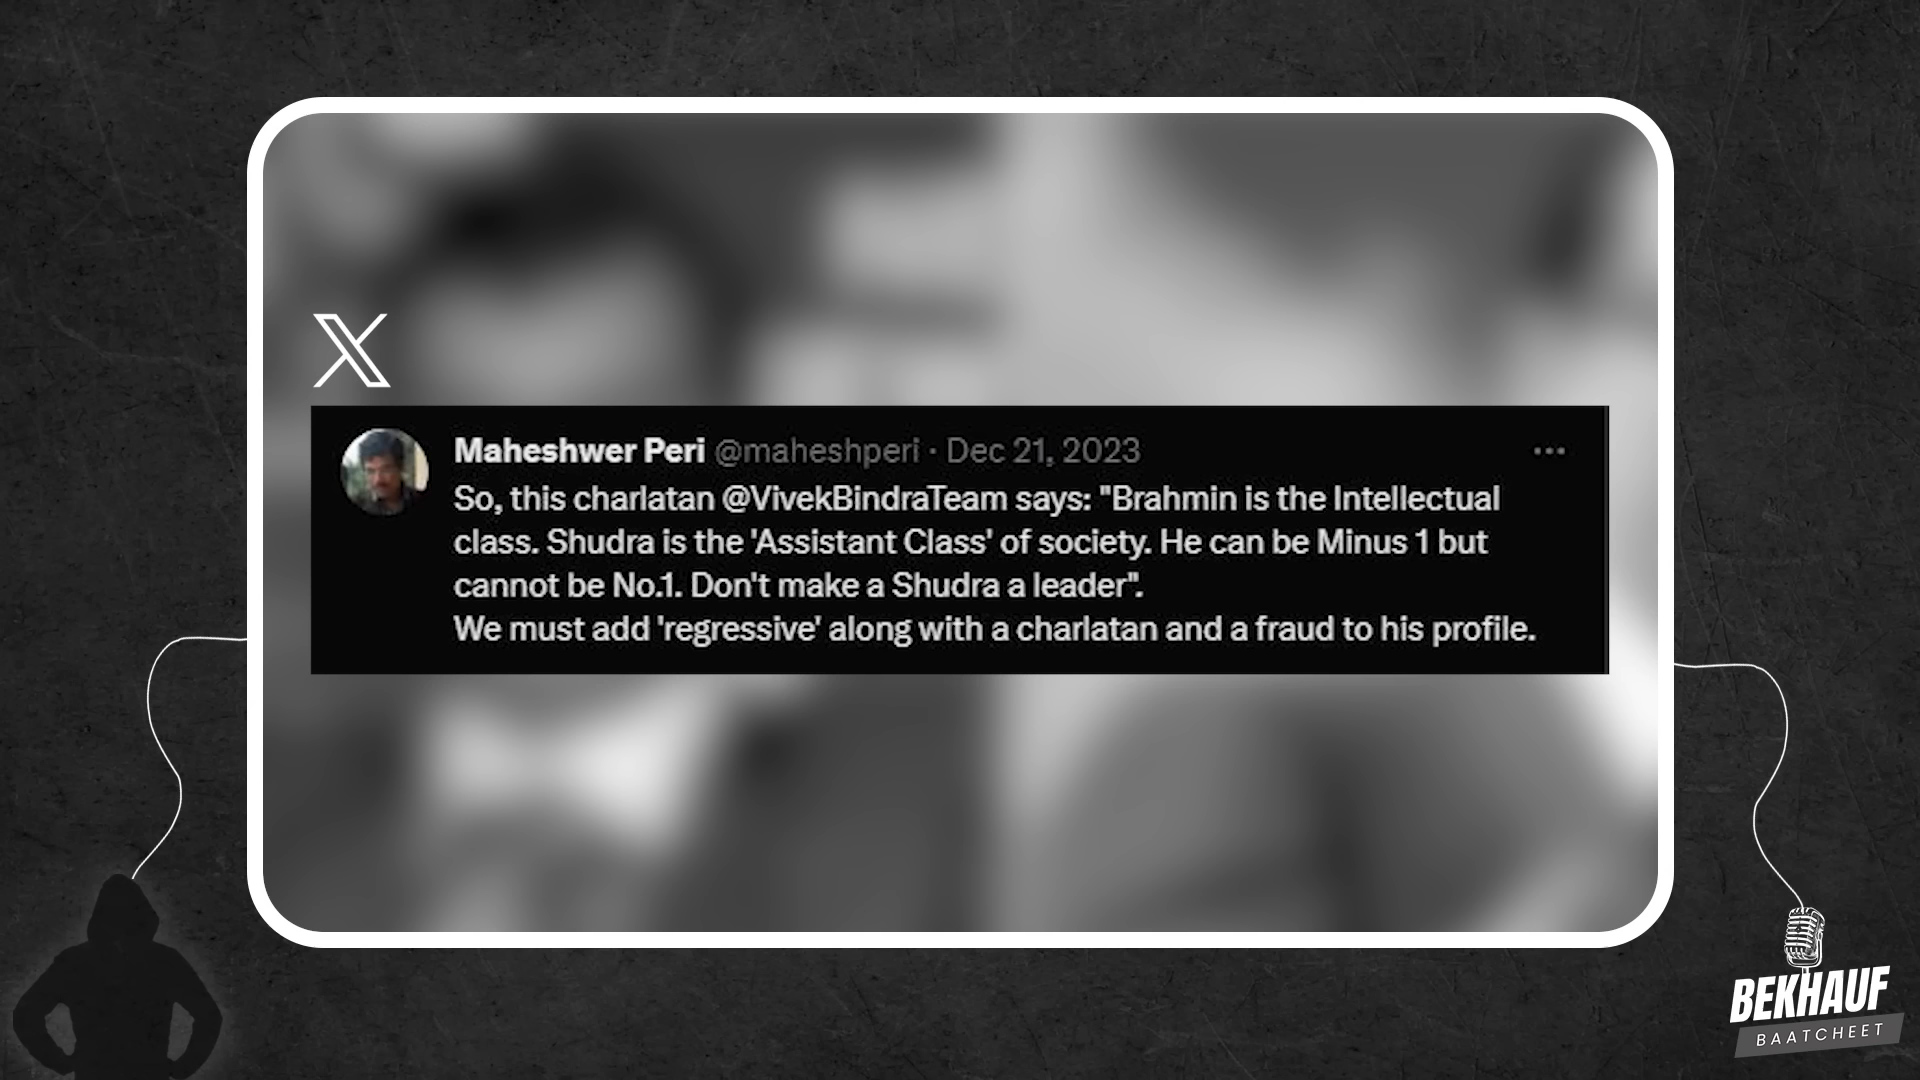 Maheshwer Peri @maheshperi · Dec 21, 2023
So, this charlatan @VivekBindraTeam says: "Brahmin is the Intellectual
class. Shudra is the 'Assistant Class' of society. He can be Minus 1 but
cannot be No.1. Don't make a Shudra a leader".
We must add 'regressive' along with a charlatan and a fraud to his profile.
BEKHAUF
BAATCHEET